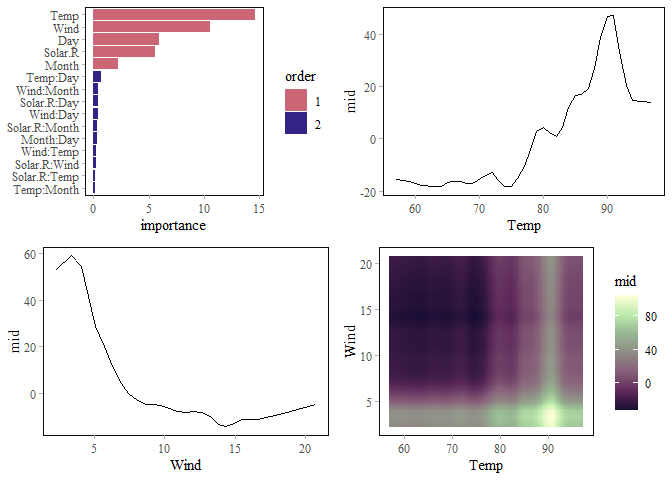 Temp
Wind
Day
Solar.R
Month
Temp:Day
Wind:Month
Solar.R:Day
Wind:Day
Solar.R:Month
Month:Day
Wind:Temp
Solar.R:Wind
Solar.R:Temp
Temp:Month
0 5 10 15
importance
order
1
2
mid
40
20
0
-20
60 70 80 90
Temp
mid
60
40
20
0
5 10 15 20
Wind
Wind
20
15
10
5
60 70 80 90
Temp
mid
80
40
0